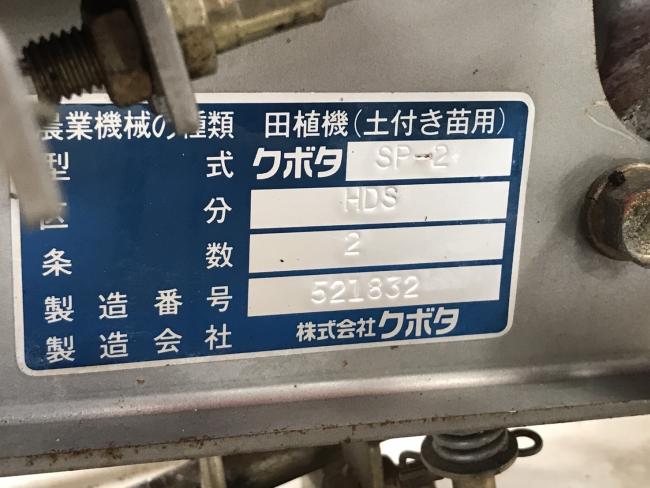 農業機械の種類 田植機(土付き苗用)
型式 クボタ SP-2
区分 HDS
条数 2
製造番号 521832
製造会社 株式会社クボタ